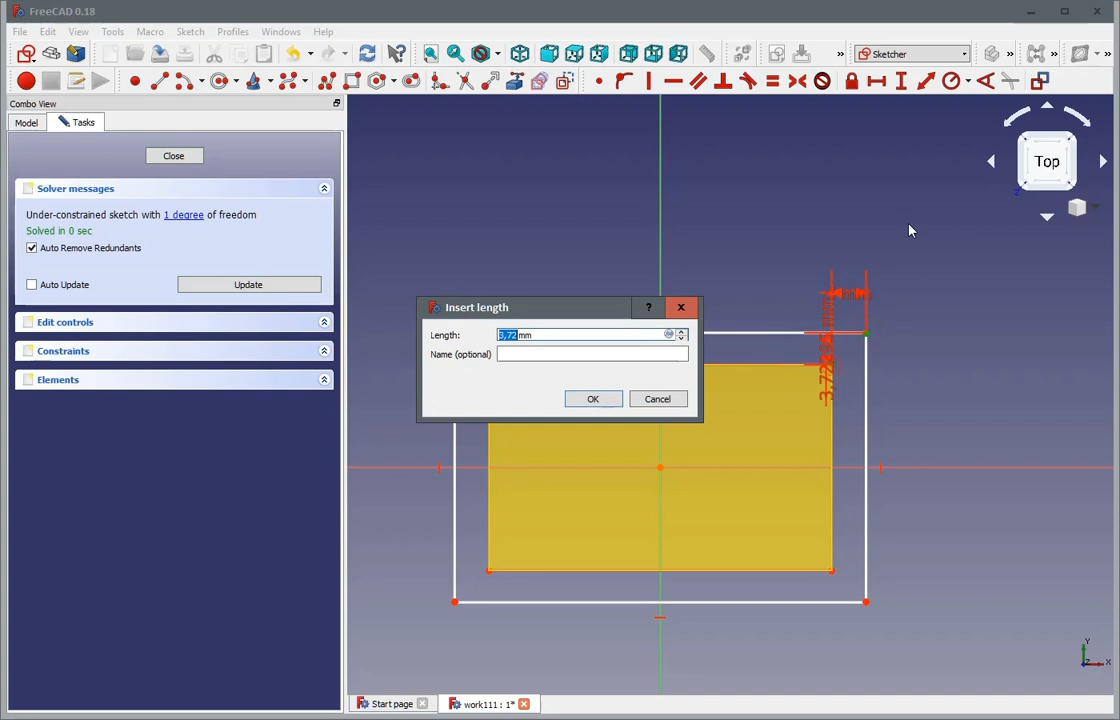 FreeCAD 0.18
File Edit View Tools Macro Sketch Profiles Windows Help
Sketcher
Combo View
Model Tasks
Close
Solver messages
Under-constrained sketch with 1 degree of freedom
Solved in 0 sec
Auto Remove Redundants
Auto Update Update
Edit controls
Constraints
Elements
Top
Insert length
?
Length: 3,72 mm
Name (optional)
OK Cancel
Y
Z X
Start page work111 : 1*